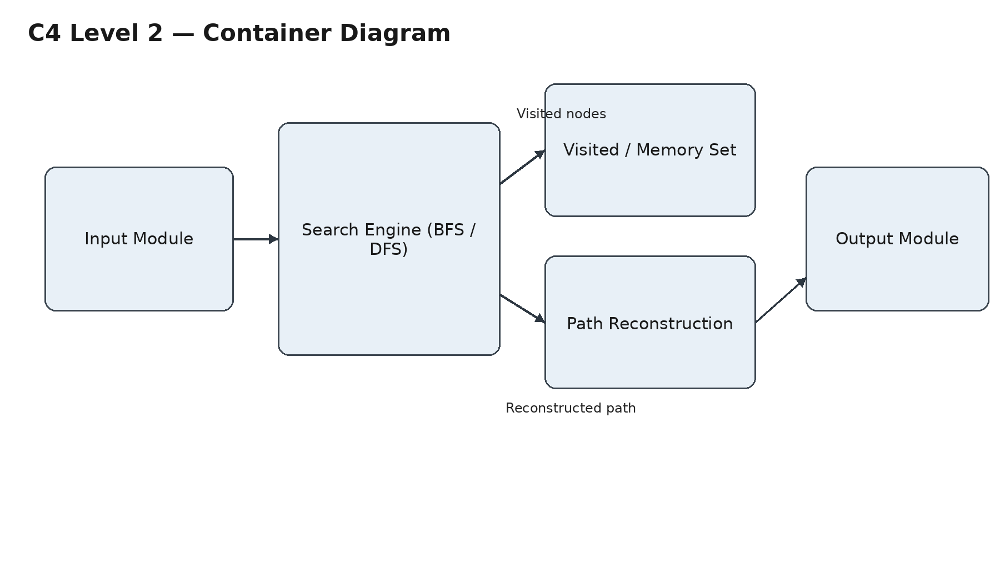 C4 Level 2 — Container Diagram
Visited nodes
Visited / Memory Set
Input Module
Search Engine (BFS /
DFS)
Output Module
Path Reconstruction
Reconstructed path